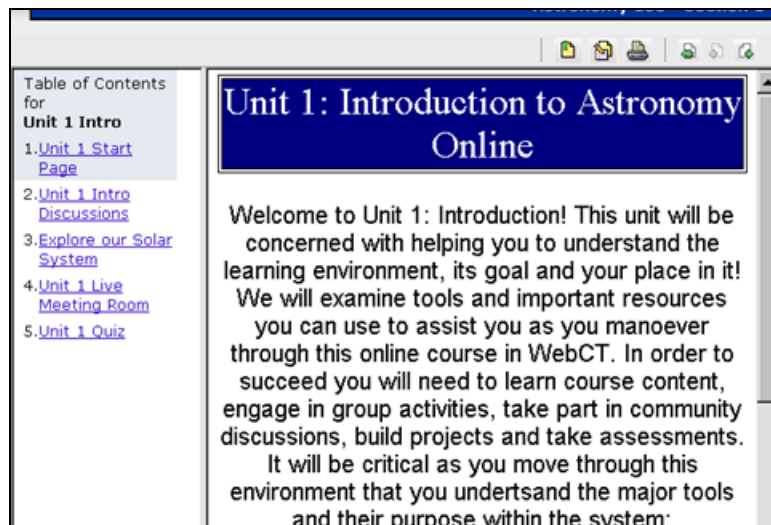 Table of Contents
for
Unit 1 Intro
1.Unit 1 Start
Page
2.Unit 1 Intro
Discussions
3.Explore our Solar
System
4.Unit 1 Live
Meeting Room
5.Unit 1 Quiz
Unit 1: Introduction to Astronomy
Online
Welcome to Unit 1: Introduction! This unit will be
concerned with helping you to understand the
learning environment, its goal and your place in it!
We will examine tools and important resources
you can use to assist you as you manoever
through this online course in WebCT. In order to
succeed you will need to learn course content,
engage in group activities, take part in community
discussions, build projects and take assessments.
It will be critical as you move through this
environment that you undertsand the major tools
and their purpose within the system: